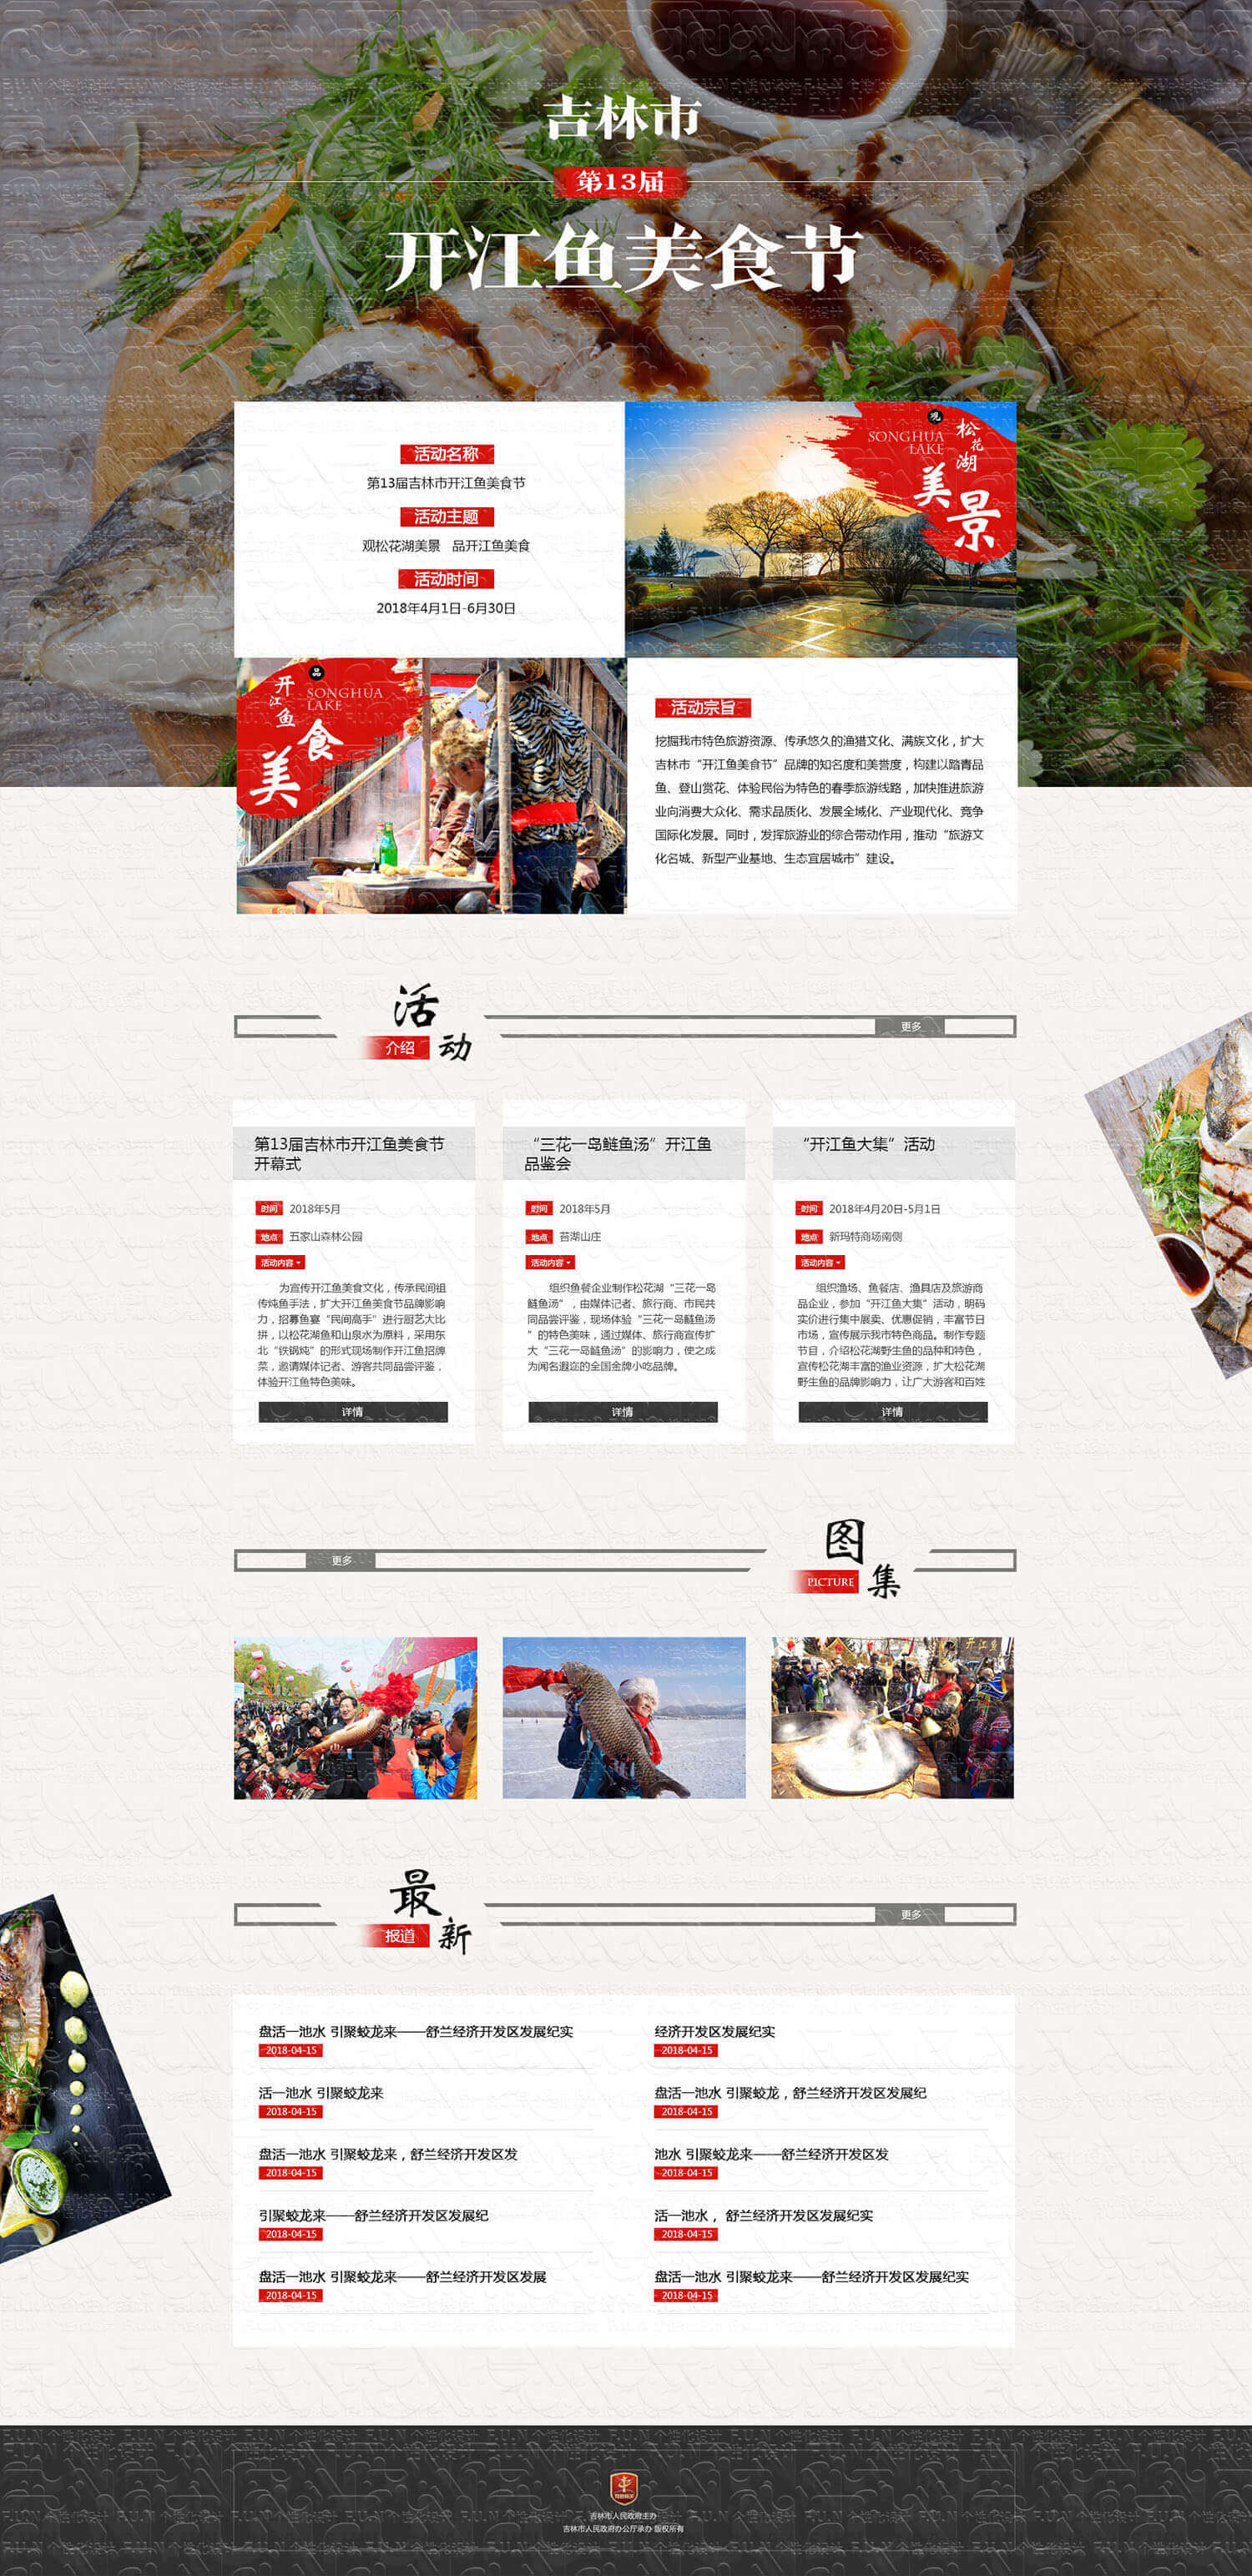 吉林市
第13届
开江鱼美食节
活动名称
第13届吉林市开江鱼美食节
活动主题
观松花湖美景 品开江鱼美食
活动时间
2018年4月1日-6月30日
观
松花湖
SONGHUA
LAKE
美景
品
开江鱼
SONGHUA
LAKE
美食
活动宗旨
挖掘我市特色旅游资源、传承悠久的渔猎文化、满族文化，扩大
吉林市“开江鱼美食节”品牌的知名度和美誉度，构建以踏青品
鱼、登山赏花、体验民俗为特色的春季旅游线路，加快推进旅游
业向消费大众化、需求品质化、发展全域化、产业现代化、竞争
国际化发展。同时，发挥旅游业的综合带动作用，推动“旅游文
化名城、新型产业基地、生态宜居城市”建设。
活动
介绍
更多
第13届吉林市开江鱼美食节
开幕式
时间 2018年5月
地点 五家山森林公园
活动内容
为宣传开江鱼美食文化，传承民间祖
传炖鱼手法，扩大开江鱼美食节品牌影响
力，招募鱼宴“民间高手”进行厨艺大比
拼，以松花湖鱼和山泉水为原料，采用东
北“铁锅炖”的形式现场制作开江鱼招牌
菜，邀请媒体记者、游客共同品尝评鉴，
体验开江鱼特色美味。
详情
“三花一岛鲢鱼汤”开江鱼
品鉴会
时间 2018年5月
地点 苔湖山庄
活动内容
组织鱼餐企业制作松花湖“三花一岛
鲢鱼汤”，由媒体记者、旅行商、市民共
同品尝评鉴，现场体验“三花一岛鲢鱼汤
”的特色美味，通过媒体、旅行商宣传扩
大“三花一岛鲢鱼汤”的影响力，使之成
为闻名遐迩的全国金牌小吃品牌。
详情
“开江鱼大集”活动
时间 2018年4月20日-5月1日
地点 新玛特商场南侧
活动内容
组织渔场、鱼餐店、渔具店及旅游商
品企业，参加“开江鱼大集”活动，明码
实价进行集中展卖、优惠促销，丰富节日
市场，宣传展示我市特色商品。制作专题
节目，介绍松花湖野生鱼的品种和特色，
宣传松花湖丰富的渔业资源，扩大松花湖
野生鱼的品牌影响力，让广大游客和百姓
详情
更多
图集
PICTURE
开江鱼
最新
报道
更多
盘活一池水 引聚蛟龙来——舒兰经济开发区发展纪实
2018-04-15
经济开发区发展纪实
2018-04-15
活一池水 引聚蛟龙来
2018-04-15
盘活一池水 引聚蛟龙，舒兰经济开发区发展纪
2018-04-15
盘活一池水 引聚蛟龙来，舒兰经济开发区发
2018-04-15
池水 引聚蛟龙来——舒兰经济开发区发
2018-04-15
引聚蛟龙来——舒兰经济开发区发展纪
2018-04-15
活一池水， 舒兰经济开发区发展纪实
2018-04-15
盘活一池水 引聚蛟龙来——舒兰经济开发区发展
2018-04-15
盘活一池水 引聚蛟龙来——舒兰经济开发区发展纪实
2018-04-15
吉林市人民政府主办
吉林市人民政府办公厅承办 版权所有